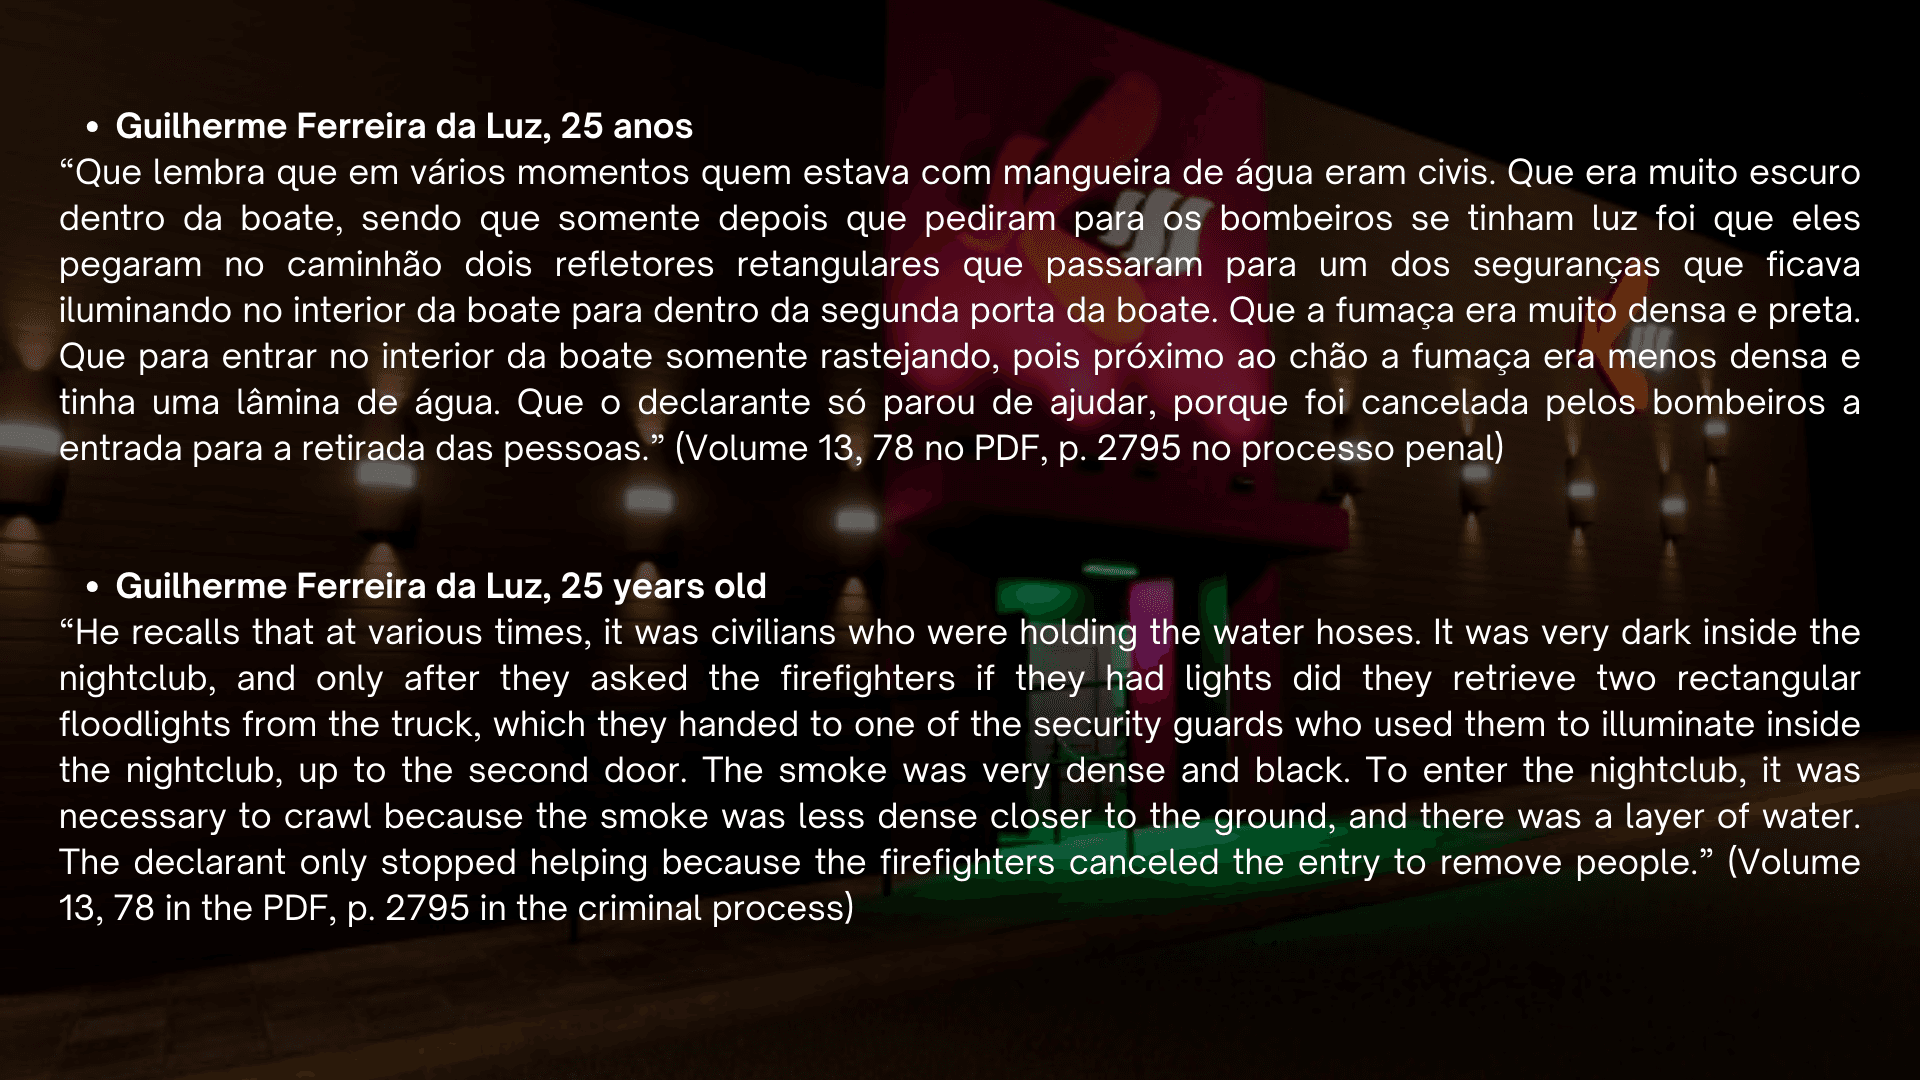 • Guilherme Ferreira da Luz, 25 anos
“Que lembra que em vários momentos quem estava com mangueira de água eram civis. Que era muito escuro
dentro da boate, sendo que somente depois que pediram para os bombeiros se tinham luz foi que eles
pegaram no caminhão dois refletores retangulares que passaram para um dos seguranças que ficava
iluminando no interior da boate para dentro da segunda porta da boate. Que a fumaça era muito densa e preta.
Que para entrar no interior da boate somente rastejando, pois próximo ao chão a fumaça era menos densa e
tinha uma lâmina de água. Que o declarante só parou de ajudar, porque foi cancelada pelos bombeiros a
entrada para a retirada das pessoas.” (Volume 13, 78 no PDF, p. 2795 no processo penal)
• Guilherme Ferreira da Luz, 25 years old
“He recalls that at various times, it was civilians who were holding the water hoses. It was very dark inside the
nightclub, and only after they asked the firefighters if they had lights did they retrieve two rectangular
floodlights from the truck, which they handed to one of the security guards who used them to illuminate inside
the nightclub, up to the second door. The smoke was very dense and black. To enter the nightclub, it was
necessary to crawl because the smoke was less dense closer to the ground, and there was a layer of water.
The declarant only stopped helping because the firefighters canceled the entry to remove people.” (Volume
13, 78 in the PDF, p. 2795 in the criminal process)